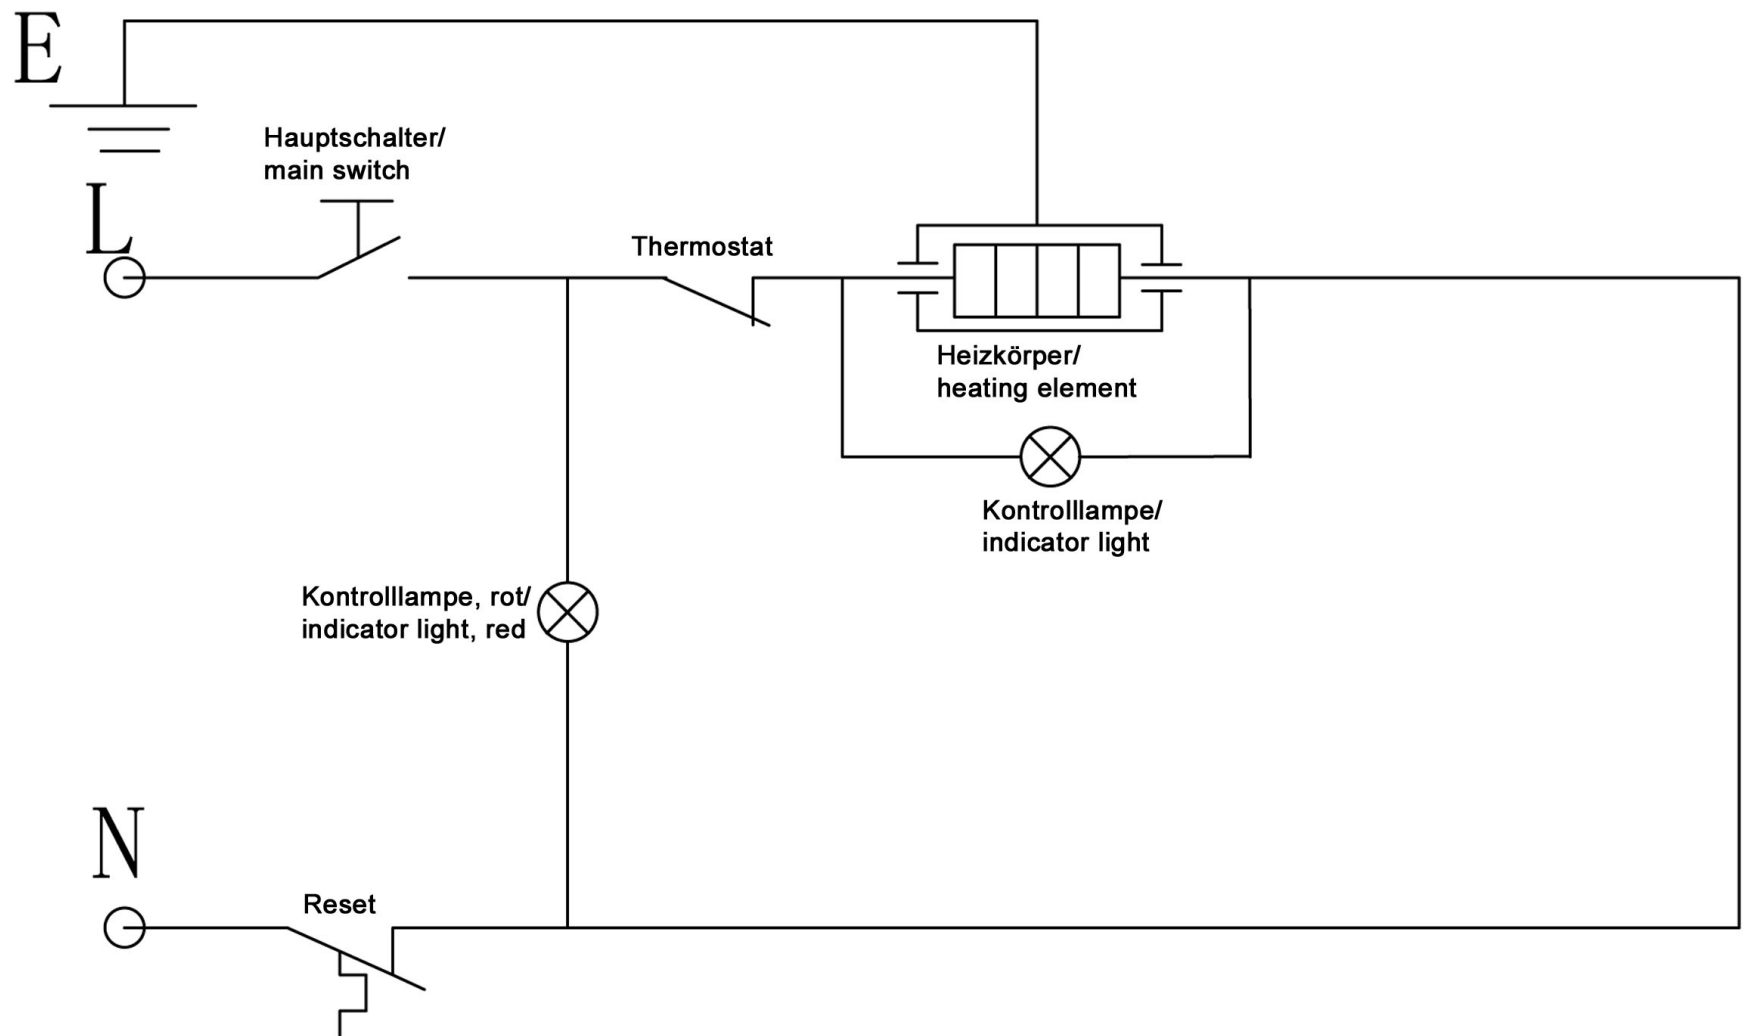 E
Hauptschalter/
main switch
L
Thermostat
Heizkörper/
heating element
Kontrolllampe/
indicator light
Kontrolllampe, rot/
indicator light, red
N
Reset